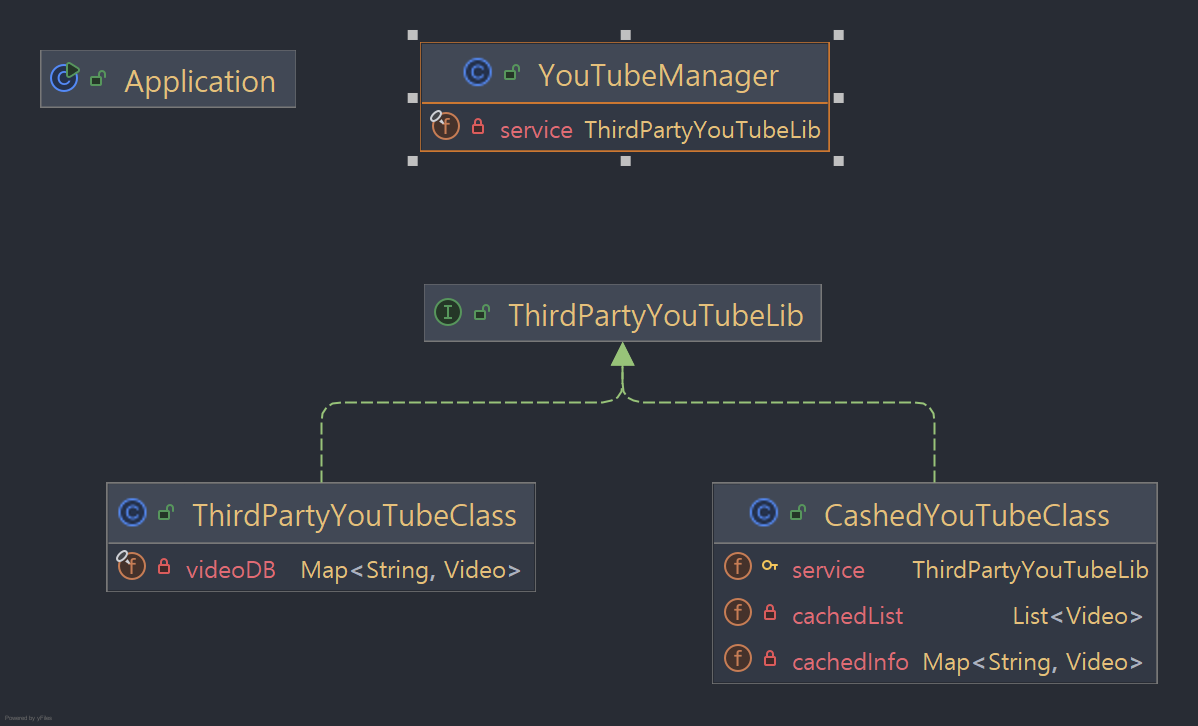 Application
YouTubeManager
service ThirdPartyYouTubeLib
ThirdPartyYouTubeLib
ThirdPartyYouTubeClass
videoDB Map<String, Video>
CashedYouTubeClass
service ThirdPartyYouTubeLib
cachedList List<Video>
cachedInfo Map<String, Video>
Powered by yFiles